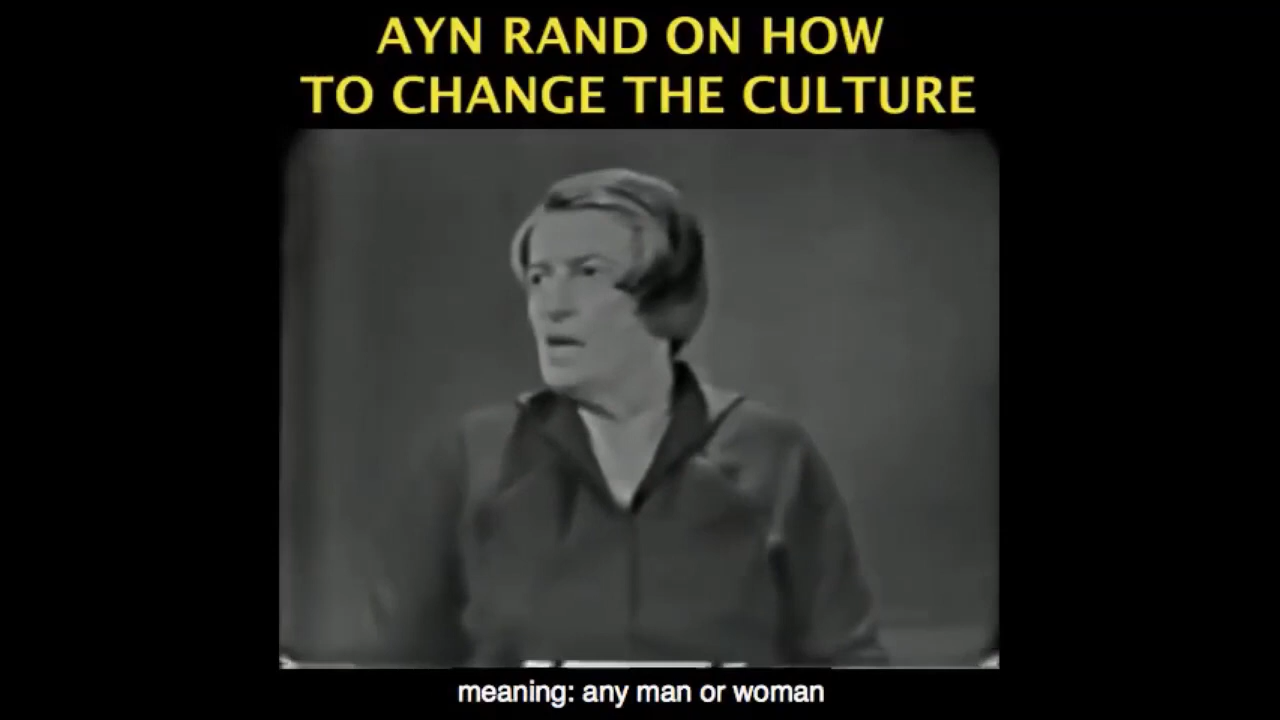 AYN RAND ON HOW
TO CHANGE THE CULTURE
meaning: any man or woman